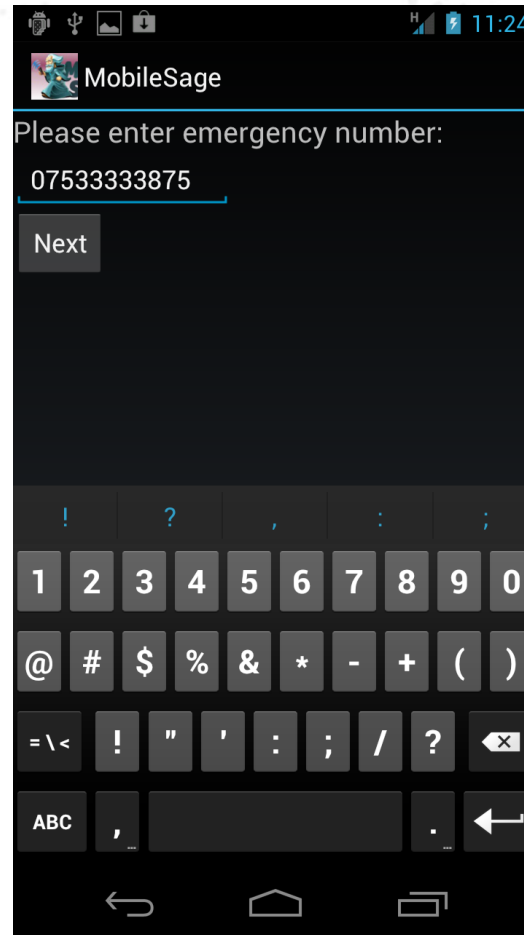 H 11:24
MobileSage
Please enter emergency number:
07533333875
Next
! ? , : ;
1 2 3 4 5 6 7 8 9 0
@ # $ % & * - + ( )
= \ < ! " ' : ; / ?
ABC , ... . ...